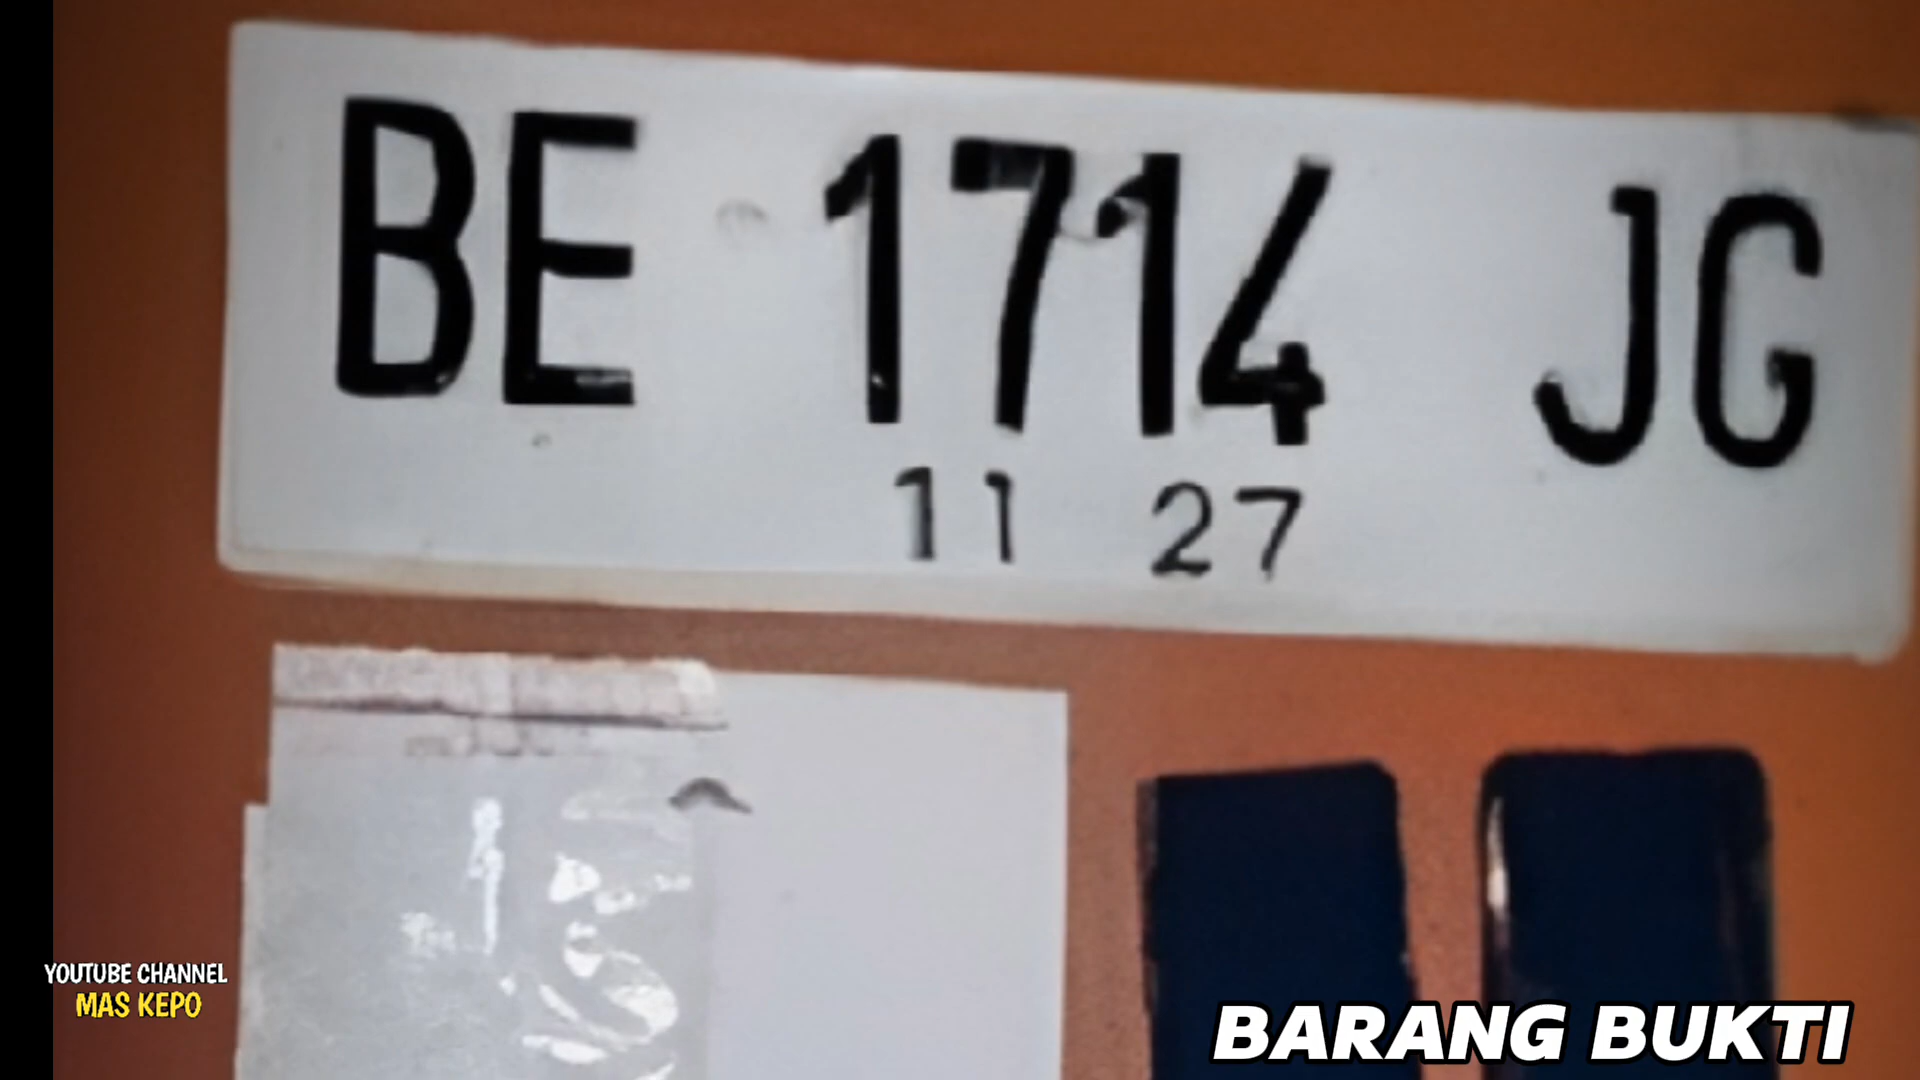 BE 1714 JG
11 27
YOUTUBE CHANNEL
MAS KEPO
BARANG BUKTI